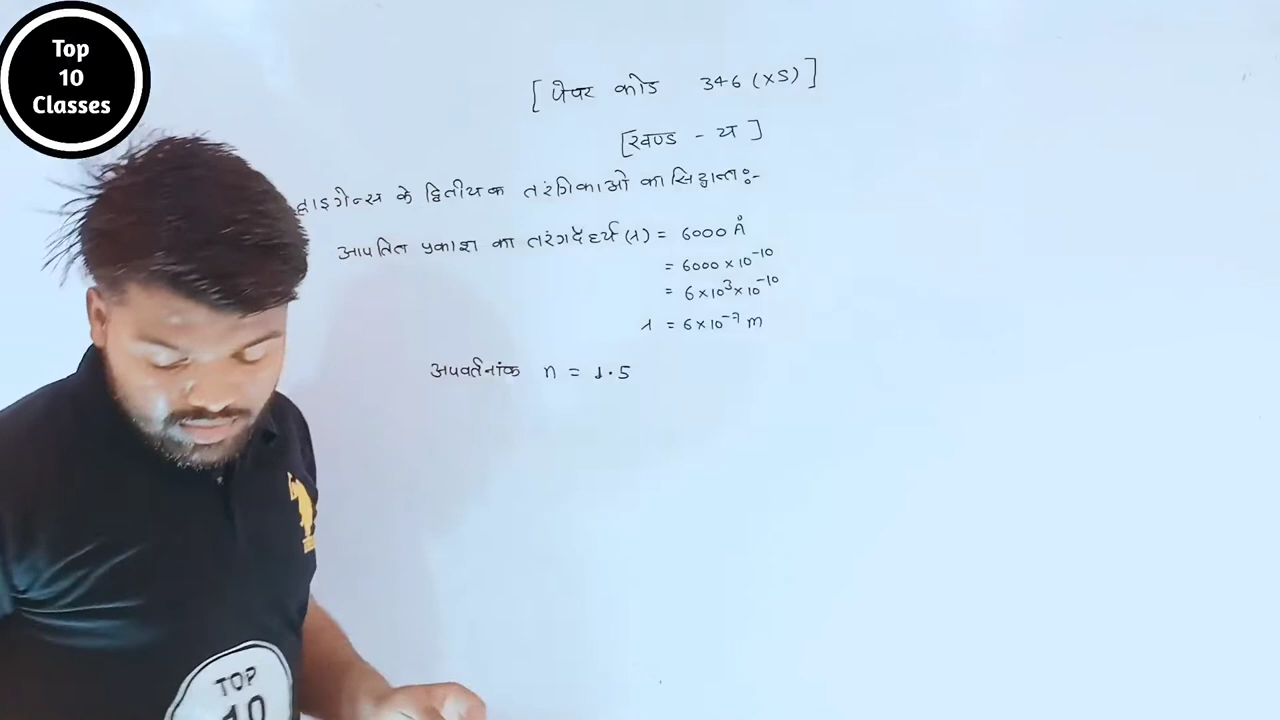 Top
10
Classes
[पेपर कोड 346 (XS)]
[खण्ड - य]
हाइगेन्स के द्वितीयक तरंगिकाओ का सिद्धान्त:-
आपतित प्रकाश का तरंगदैर्ध्य (λ) = 6000 Å
= 6000 × 10⁻¹⁰
= 6 × 10³ × 10⁻¹⁰
λ = 6 × 10⁻⁷ m
अपवर्तनांक n = 1.5
TOP
10